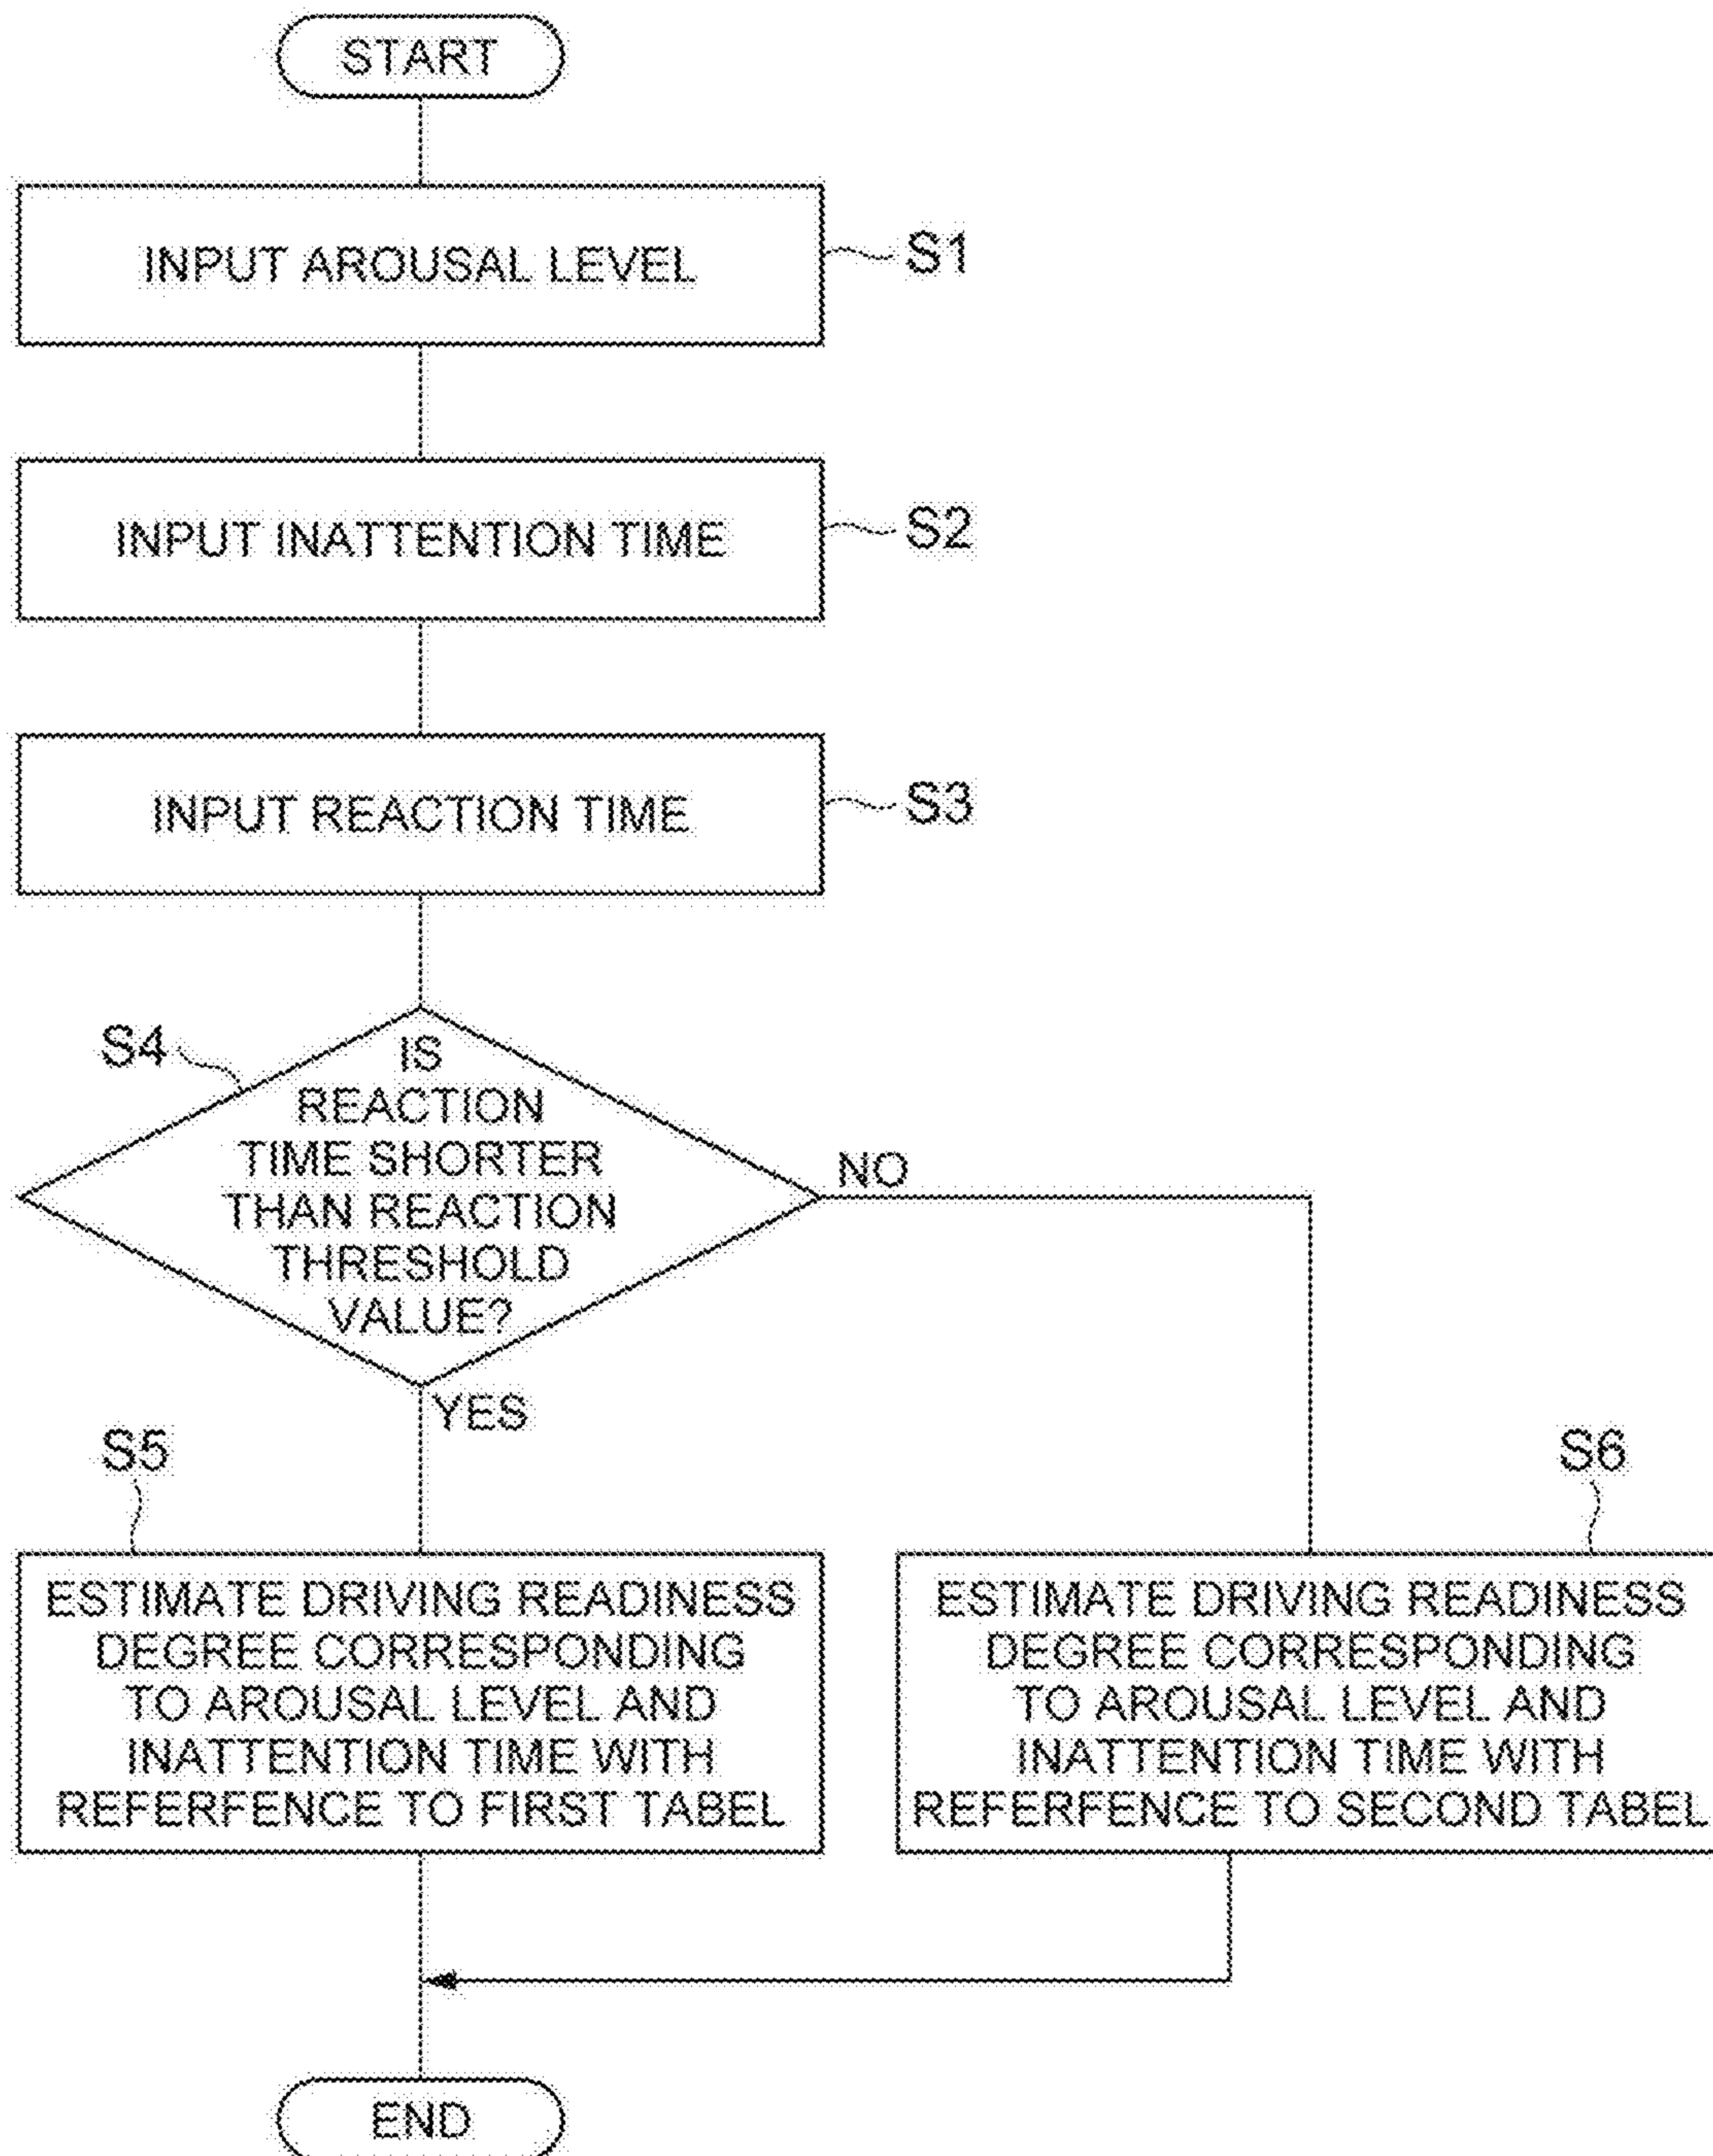 START
INPUT AROUSAL LEVEL
S1
INPUT INATTENTION TIME
S2
INPUT REACTION TIME
S3
S4
IS
REACTION
TIME SHORTER
THAN REACTION
THRESHOLD
VALUE?
NO
YES
S5
ESTIMATE DRIVING READINESS
DEGREE CORRESPONDING
TO AROUSAL LEVEL AND
INATTENTION TIME WITH
REFERFENCE TO FIRST TABEL
S6
ESTIMATE DRIVING READINESS
DEGREE CORRESPONDING
TO AROUSAL LEVEL AND
INATTENTION TIME WITH
REFERFENCE TO SECOND TABEL
END